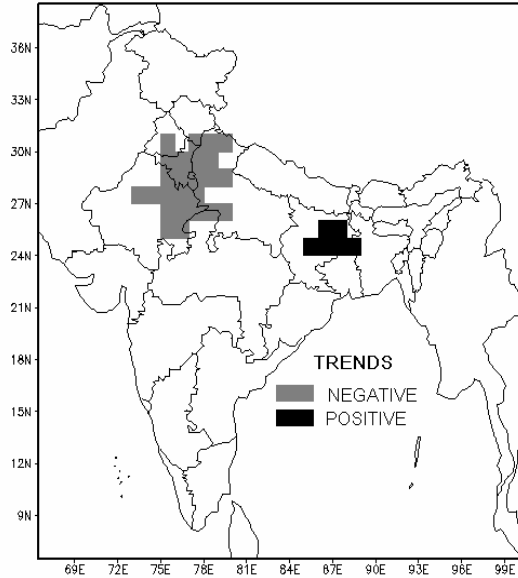 36N
33N
30N
27N
24N
21N
18N
15N
12N
9N
TRENDS
NEGATIVE
POSITIVE
69E 72E 75E 78E 81E 84E 87E 90E 93E 96E 99E